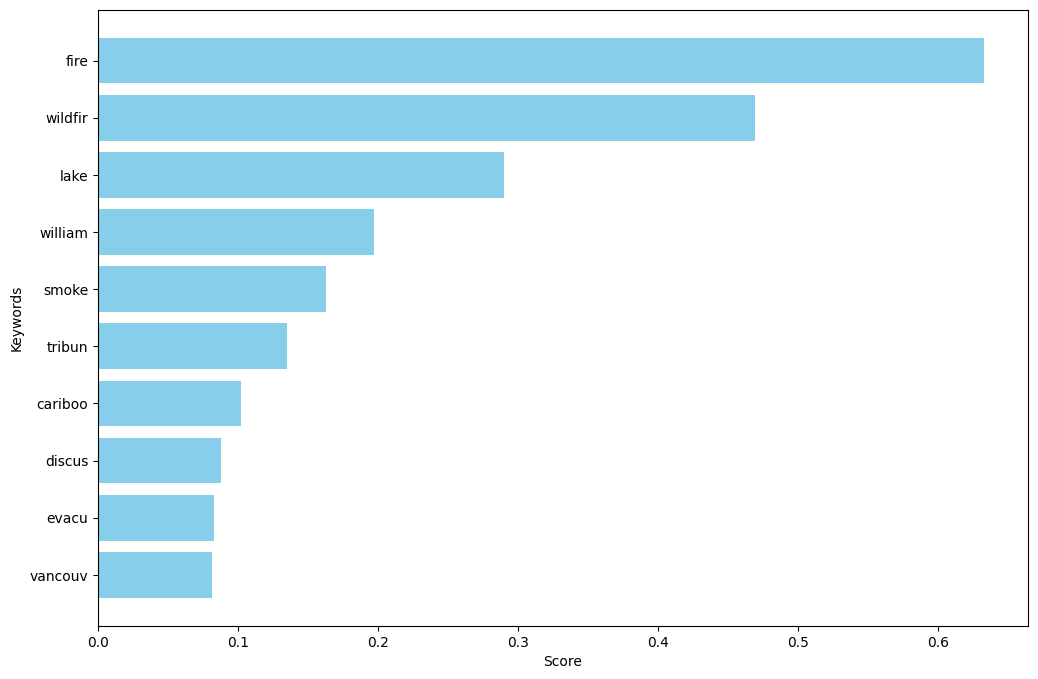 fire
wildfir
lake
william
smoke
tribun
cariboo
discus
evacu
vancouv
Keywords
0.0 0.1 0.2 0.3 0.4 0.5 0.6
Score